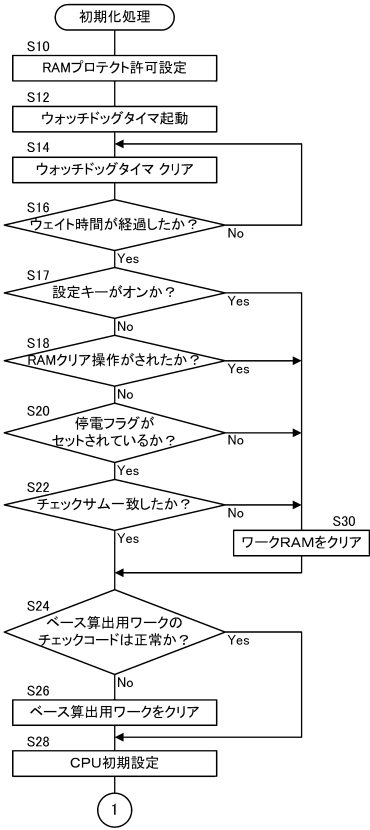 初期化処理
S10
RAMプロテクト許可設定
S12
ウォッチドッグタイマ起動
S14
ウォッチドッグタイマ クリア
S16
ウェイト時間が経過したか？
No
Yes
S17
設定キーがオンか？
Yes
No
S18
RAMクリア操作がされたか？
Yes
No
S20
停電フラグが
セットされているか？
No
Yes
S22
チェックサム一致したか？
No
Yes
S30
ワークRAMをクリア
S24
ベース算出用ワークの
チェックコードは正常か？
Yes
No
S26
ベース算出用ワークをクリア
S28
CPU初期設定
1